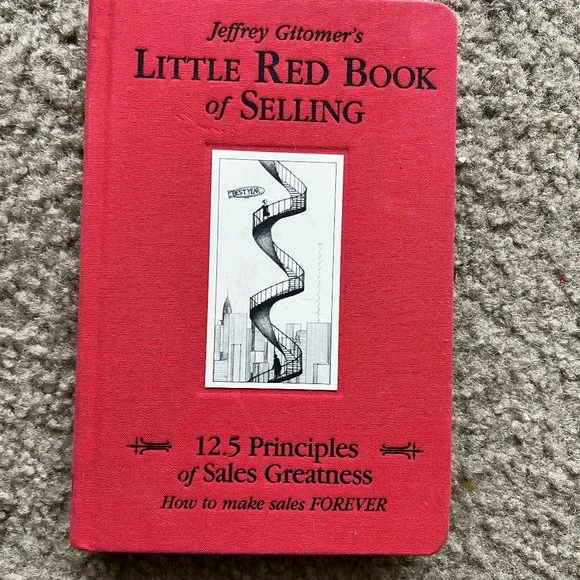 Jeffrey Gitomer's
LITTLE RED BOOK
of SELLING
BEST YEAR
12.5 Principles
of Sales Greatness
How to make sales FOREVER